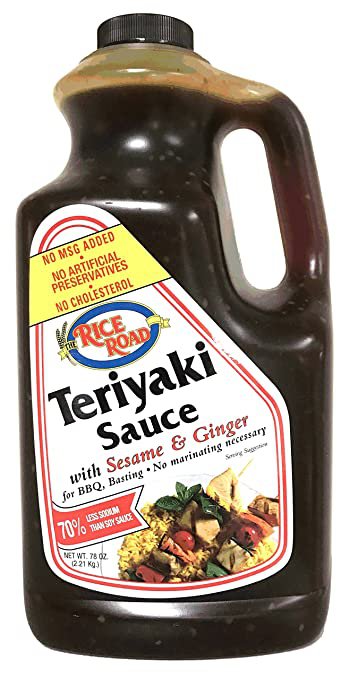 • NO MSG ADDED
• NO ARTIFICIAL
PRESERVATIVES
• NO CHOLESTEROL
THE RICE
ROAD
Teriyaki
Sauce
with Sesame & Ginger
for BBQ, Basting • No marinating necessary
Serving Suggestion
70% LESS SODIUM
THAN SOY SAUCE
NET WT. 78 OZ.
(2.21 Kg.)